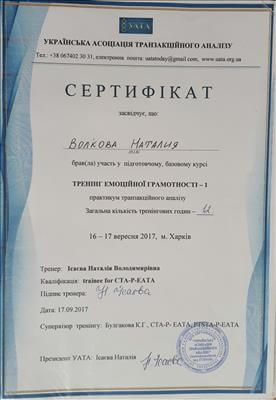 УАТА
УКРАЇНСЬКА АСОЦІАЦІЯ ТРАНЗАКЦІЙНОГО АНАЛІЗУ
Тел.: +38 067402 30 31, електронна пошта: uatatoday@gmail.com, www.uata.org.ua
СЕРТИФІКАТ
засвідчує, що:
ВОЛКОВА НАТАЛИЯ
(П.І.Б)
брав(ла) участь у підготовчому, базовому курсі
ТРЕНІНГ ЕМОЦІЙНОЇ ГРАМОТНОСТІ – 1
практикум транзакційного аналізу
Загальна кількість тренінгових годин – 12
16 – 17 вересня 2017, м. Харків
Тренер: Ісаєва Наталія Володимирівна
Кваліфікація: trainee for CTA-P-EATA
Підпис тренера:
Дата: 17.09.2017
Супервізор тренінгу: Булгакова К.Г., CTA-P- EATA, PTSTA-P-EATA
Президент УАТА: Ісаєва Наталія